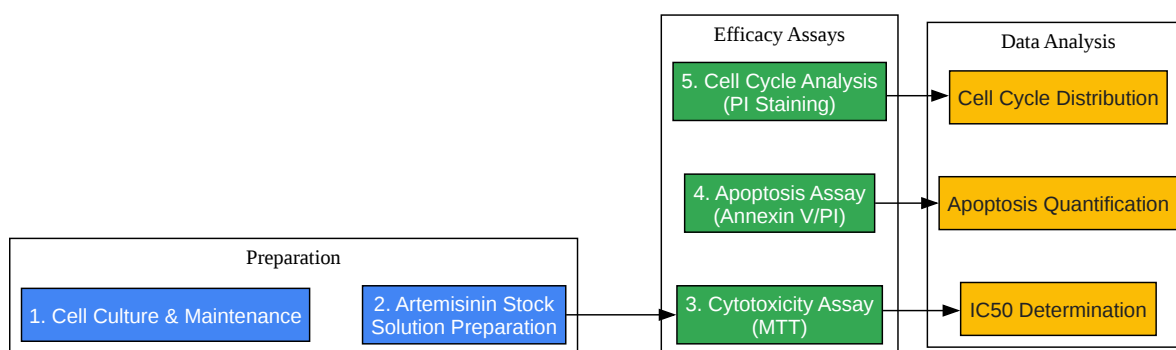 Efficacy Assays
Data Analysis
5. Cell Cycle Analysis
(PI Staining)
Cell Cycle Distribution
4. Apoptosis Assay
(Annexin V/PI)
Apoptosis Quantification
Preparation
1. Cell Culture & Maintenance
2. Artemisinin Stock
Solution Preparation
3. Cytotoxicity Assay
(MTT)
IC50 Determination